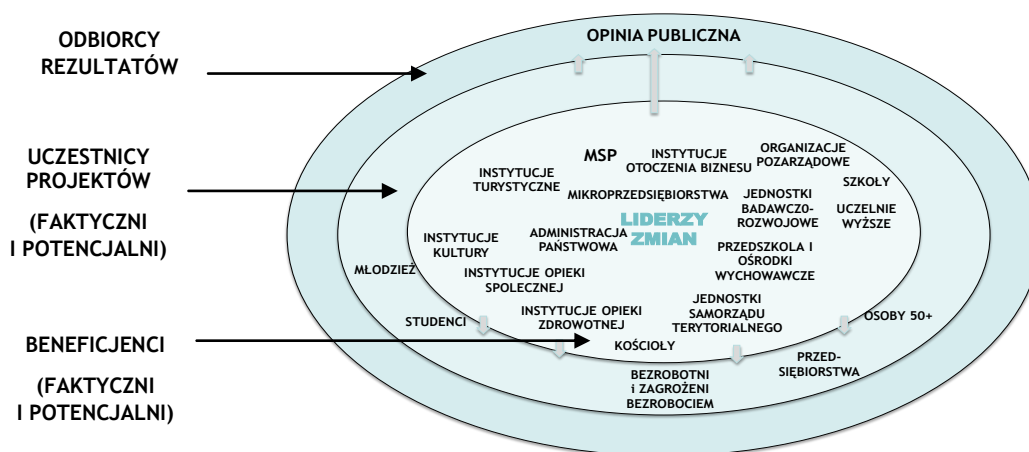 ODBIORCY
REZULTATÓW
UCZESTNICY
PROJEKTÓW
(FAKTYCZNI
I POTENCJALNI)
BENEFICJENCI
(FAKTYCZNI
I POTENCJALNI)
OPINIA PUBLICZNA
MSP
INSTYTUCJE
OTOCZENIA BIZNESU
ORGANIZACJE
POZARZĄDOWE
INSTYTUCJE
TURYSTYCZNE
SZKOŁY
MIKROPRZEDSIĘBIORSTWA
JEDNOSTKI
BADAWCZ0-
ROZWOJOWE
UCZELNIE
WYŻSZE
LIDERZY
ZMIAN
ADMINISTRACJA
PAŃSTWOWA
INSTYTUCJE
KULTURY
PRZEDSZKOLA I
OŚRODKI
WYCHOWAWCZE
MŁODZIEŻ
INSTYTUCJE OPIEKI
SPOLECZNEJ
INSTYTUCJE OPIEKI
ZDROWOTNEJ
JEDNOSTKI
SAMORZĄDU
TERYTORIALNEGO
STUDENCI
OSOBY 50+
KOŚCIOŁY
PRZED-
SIĘBIORSTWA
BEZROBOTNI
i ZAGROŻENI
BEZROBOCIEM